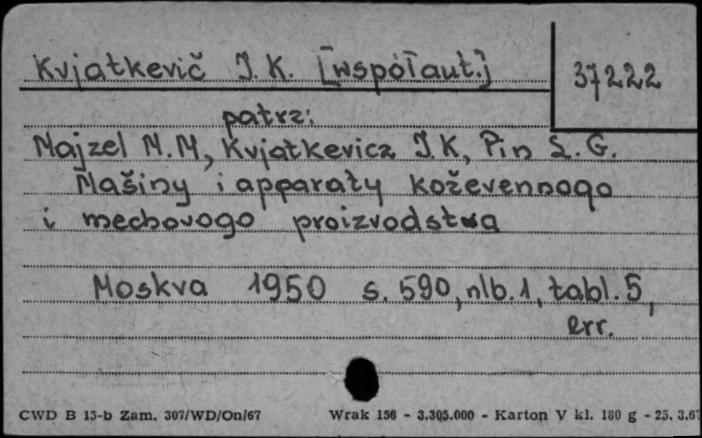 Kvjatkevič I. K. [współaut.]
37222
patrz:
Majzel M.M, Kvjatkevicz I.K, Pin S. G.
Mašiny i apparaty koževennogo
i mechovogo proizvodstva
Moskva 1950 s. 590, nlb. 1, tabl. 5,
err.
CWD B 15-b Zam. 307/WD/On/67 Wrak 156 - 3.305.000 - Karton V kl. 180 g - 25. 3.67